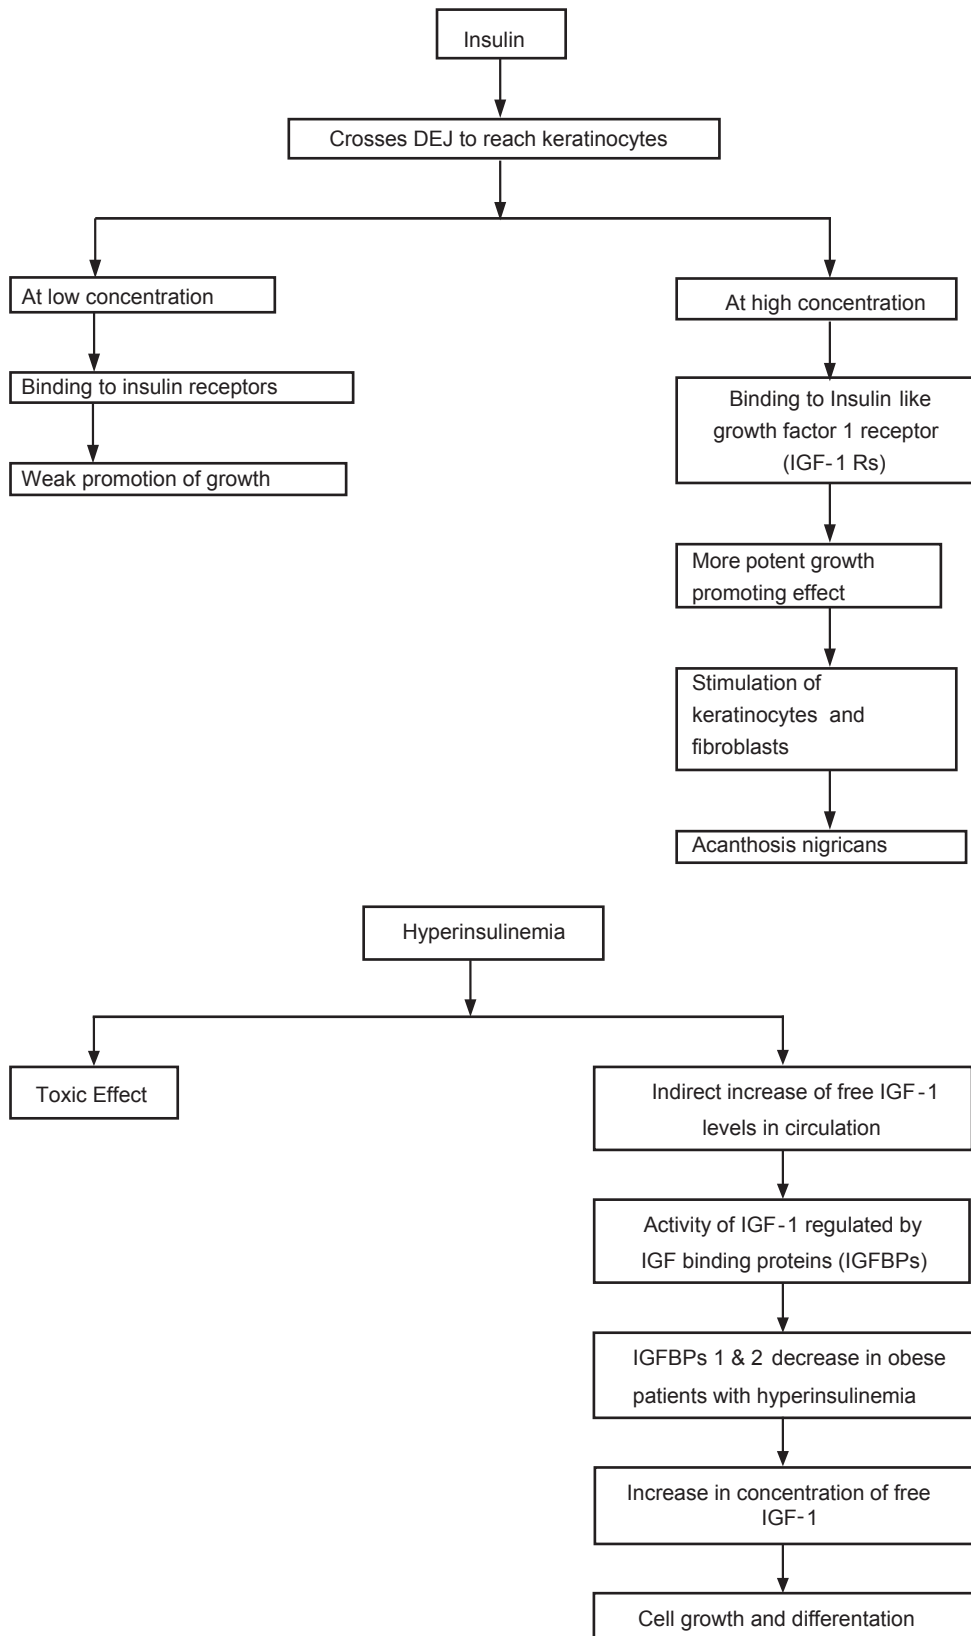 Insulin
Crosses DEJ to reach keratinocytes
At low concentration
Binding to insulin receptors
Weak promotion of growth
At high concentration
Binding to Insulin like
growth factor 1 receptor
(IGF-1 Rs)
More potent growth
promoting effect
Stimulation of
keratinocytes and
fibroblasts
Acanthosis nigricans
Hyperinsulinemia
Toxic Effect
Indirect increase of free IGF-1
levels in circulation
Activity of IGF-1 regulated by
IGF binding proteins (IGFBPs)
IGFBPs 1 & 2 decrease in obese
patients with hyperinsulinemia
Increase in concentration of free
IGF-1
Cell growth and differentation